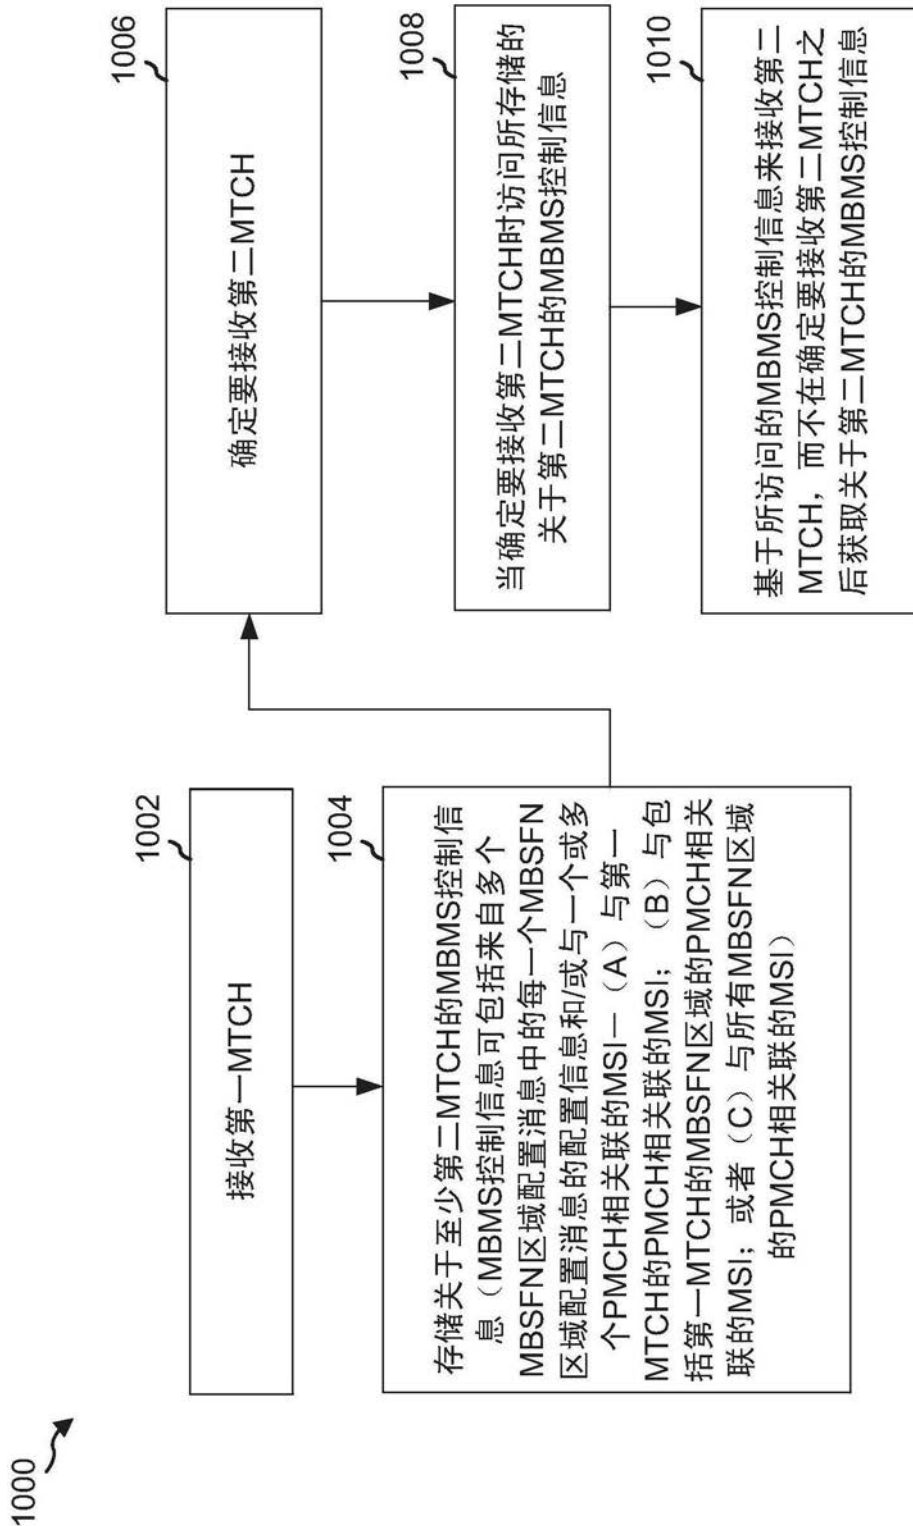 1000
1002
接收第一MTCH
1004
存储关于至少第二MTCH的MBMS控制信
息（MBMS控制信息可包括来自多个
MBSFN区域配置消息中的每一个MBSFN
区域配置消息的配置信息和/或与一个或多
个PMCH相关联的MSI－（A）与第一
MTCH的PMCH相关联的MSI；（B）与包
括第一MTCH的MBSFN区域的PMCH相关
联的MSI；或者（C）与所有MBSFN区域
的PMCH相关联的MSI）
1006
确定要接收第二MTCH
1008
当确定要接收第二MTCH时访问所存储的
关于第二MTCH的MBMS控制信息
1010
基于所访问的MBMS控制信息来接收第二
MTCH，而不在确定要接收第二MTCH之
后获取关于第二MTCH的MBMS控制信息